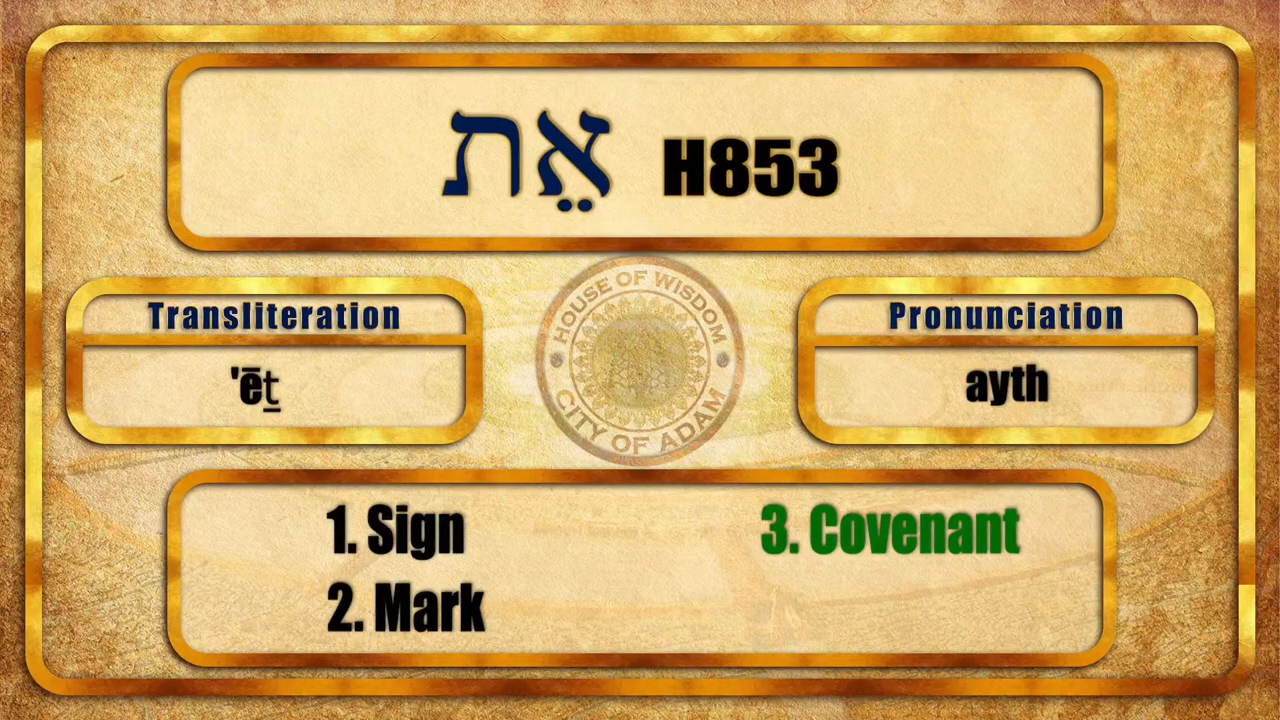 אֵת H853
Transliteration
'ēṯ
Pronunciation
ayth
HOUSE OF WISDOM
CITY OF ADAM
1. Sign
2. Mark
3. Covenant